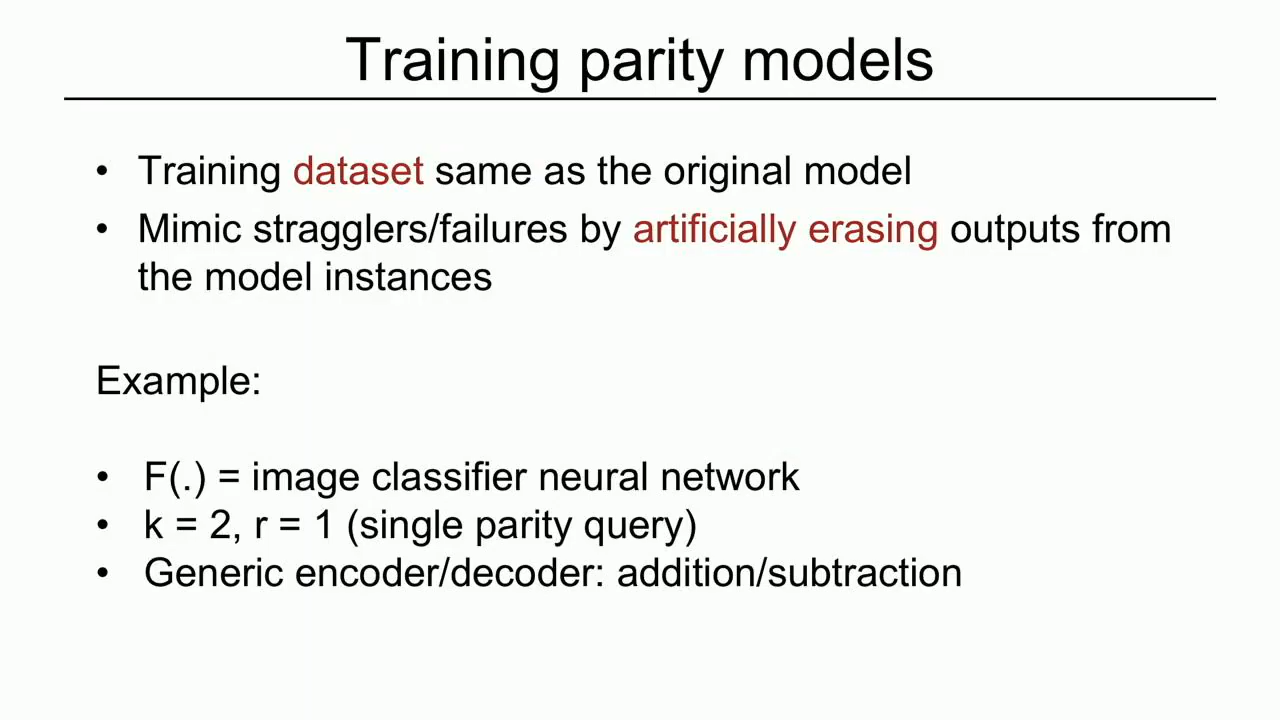 Training parity models
• Training dataset same as the original model
• Mimic stragglers/failures by artificially erasing outputs from
the model instances
Example:
• F(.) = image classifier neural network
• k = 2, r = 1 (single parity query)
• Generic encoder/decoder: addition/subtraction